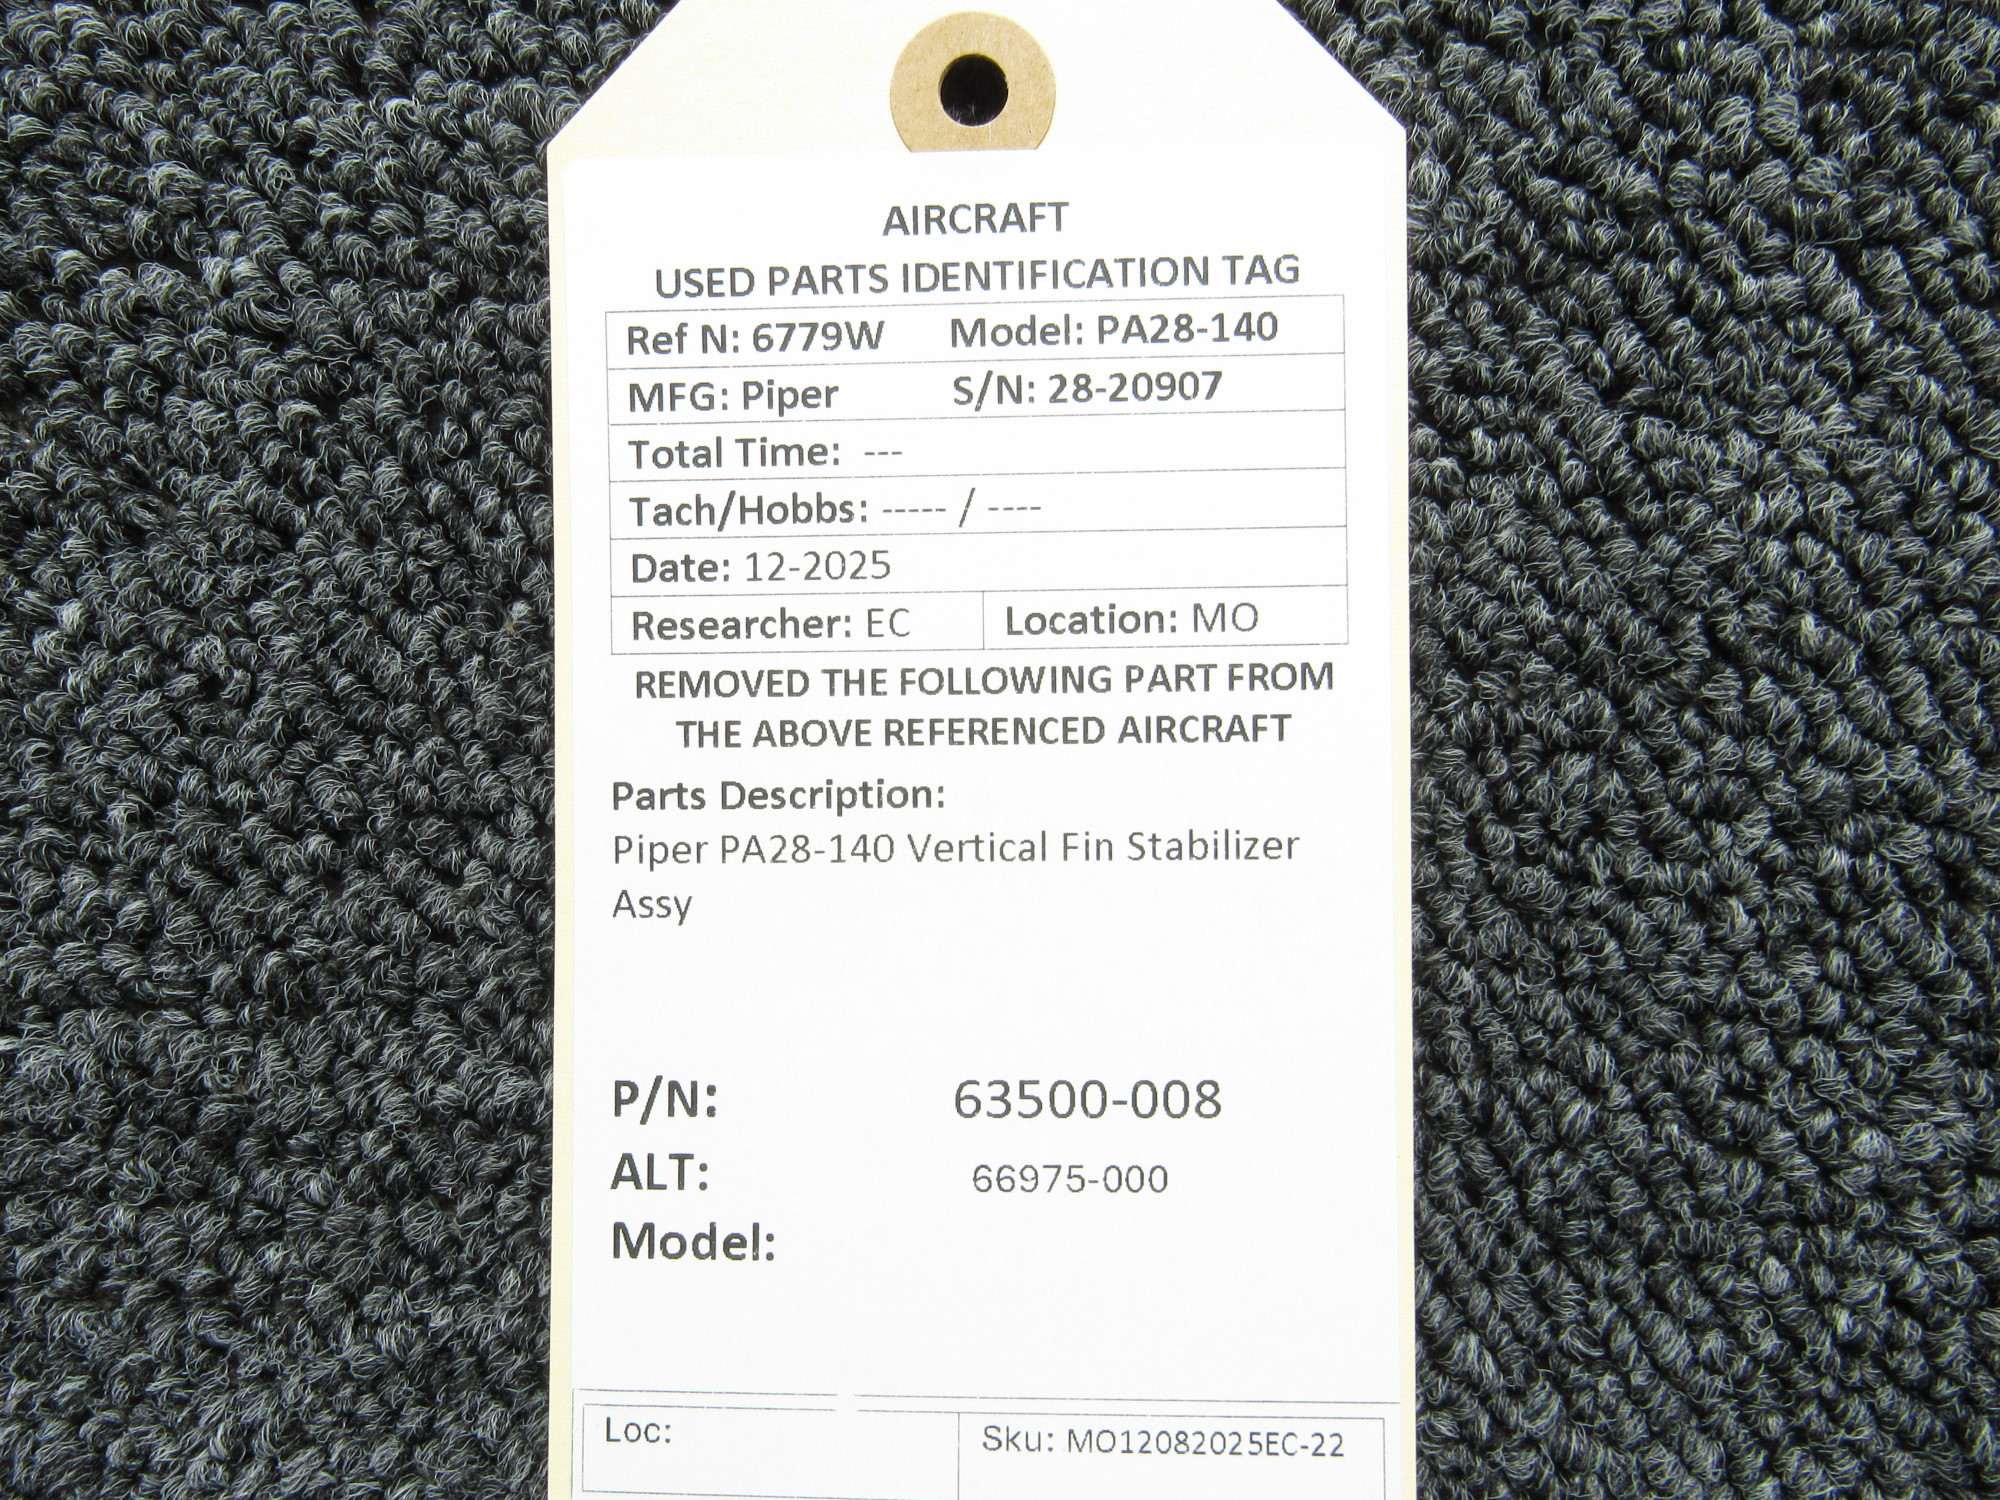 AIRCRAFT
USED PARTS IDENTIFICATION TAG
Ref N: 6779W Model: PA28-140
MFG: Piper S/N: 28-20907
Total Time: ---
Tach/Hobbs: ----- / ----
Date: 12-2025
Researcher: EC Location: MO
REMOVED THE FOLLOWING PART FROM
THE ABOVE REFERENCED AIRCRAFT
Parts Description:
Piper PA28-140 Vertical Fin Stabilizer
Assy
P/N: 63500-008
ALT: 66975-000
Model:
Loc: Sku: MO12082025EC-22